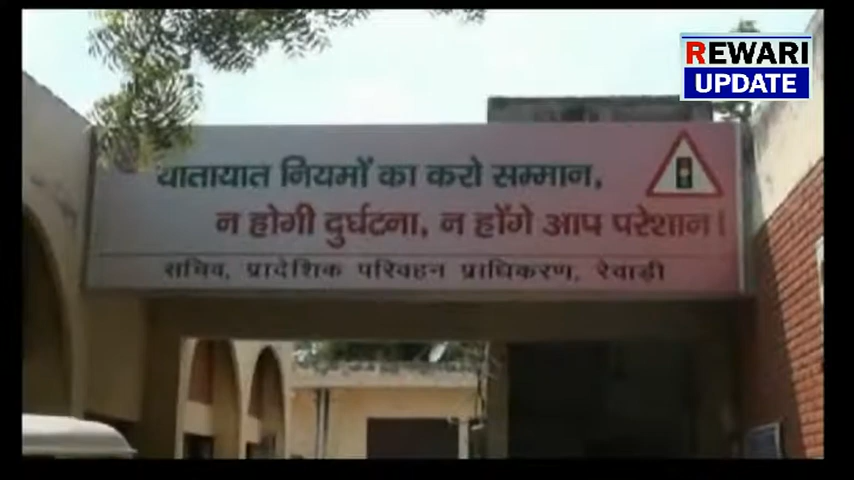 REWARI
UPDATE
यातायात नियमों का करो सम्मान,
न होगी दुर्घटना, न होंगे आप परेशान।
सचिव, प्रादेशिक परिवहन प्राधिकरण, रेवाड़ी